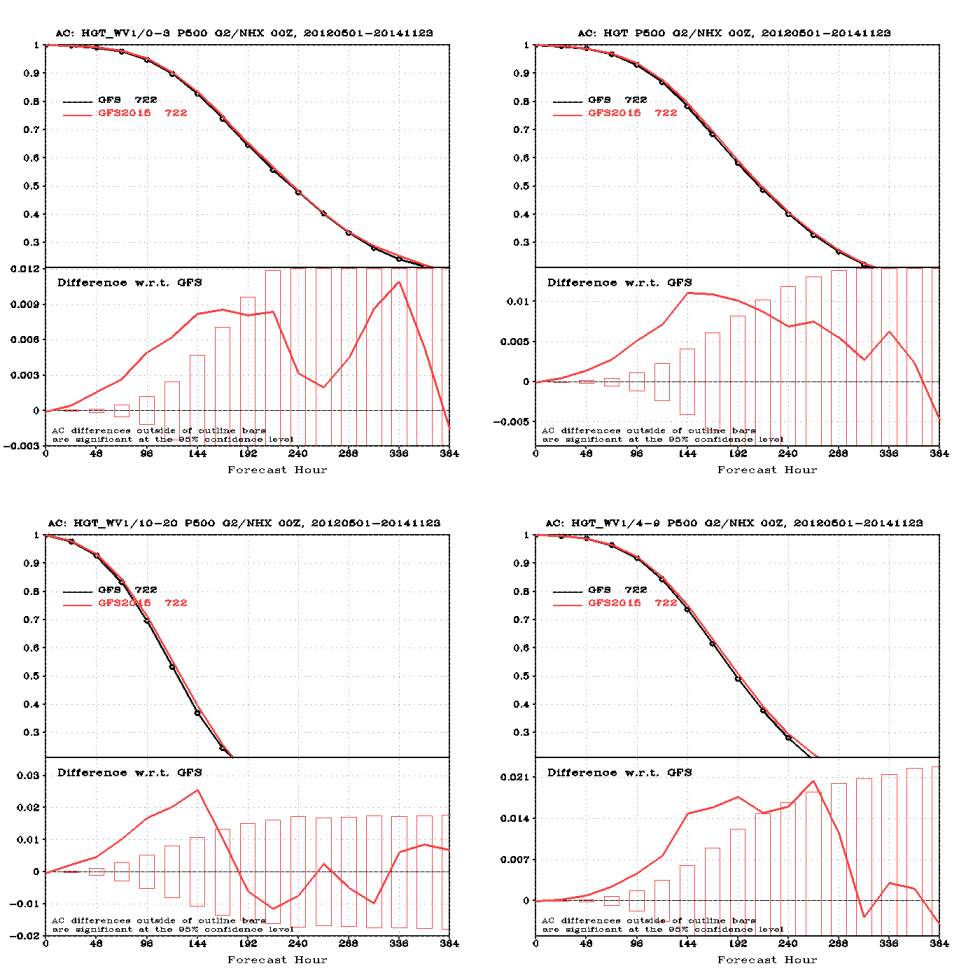 AC: HGT_WV1/0-3 P500 G2/NHX 00Z, 20120501-20141123
1
0.9
0.8
0.7
0.6
0.5
0.4
0.3
GFS 722
GFS2015 722
0.012
0.009
0.006
0.003
0
-0.003
Difference w.r.t. GFS
AC differences outside of outline bars
are significant at the 95% confidence level
0 48 96 144 192 240 288 336 384
Forecast Hour
AC: HGT P500 G2/NHX 00Z, 20120501-20141123
1
0.9
0.8
0.7
0.6
0.5
0.4
0.3
GFS 722
GFS2015 722
0.01
0.005
0
-0.005
Difference w.r.t. GFS
AC differences outside of outline bars
are significant at the 95% confidence level
0 48 96 144 192 240 288 336 384
Forecast Hour
AC: HGT_WV1/10-20 P500 G2/NHX 00Z, 20120501-20141123
1
0.9
0.8
0.7
0.6
0.5
0.4
0.3
GFS 722
GFS2015 722
0.03
0.02
0.01
0
-0.01
-0.02
Difference w.r.t. GFS
AC differences outside of outline bars
are significant at the 95% confidence level
0 48 96 144 192 240 288 336 384
Forecast Hour
AC: HGT_WV1/4-9 P500 G2/NHX 00Z, 20120501-20141123
1
0.9
0.8
0.7
0.6
0.5
0.4
0.3
GFS 722
GFS2015 722
0.021
0.014
0.007
0
Difference w.r.t. GFS
AC differences outside of outline bars
are significant at the 95% confidence level
0 48 96 144 192 240 288 336 384
Forecast Hour